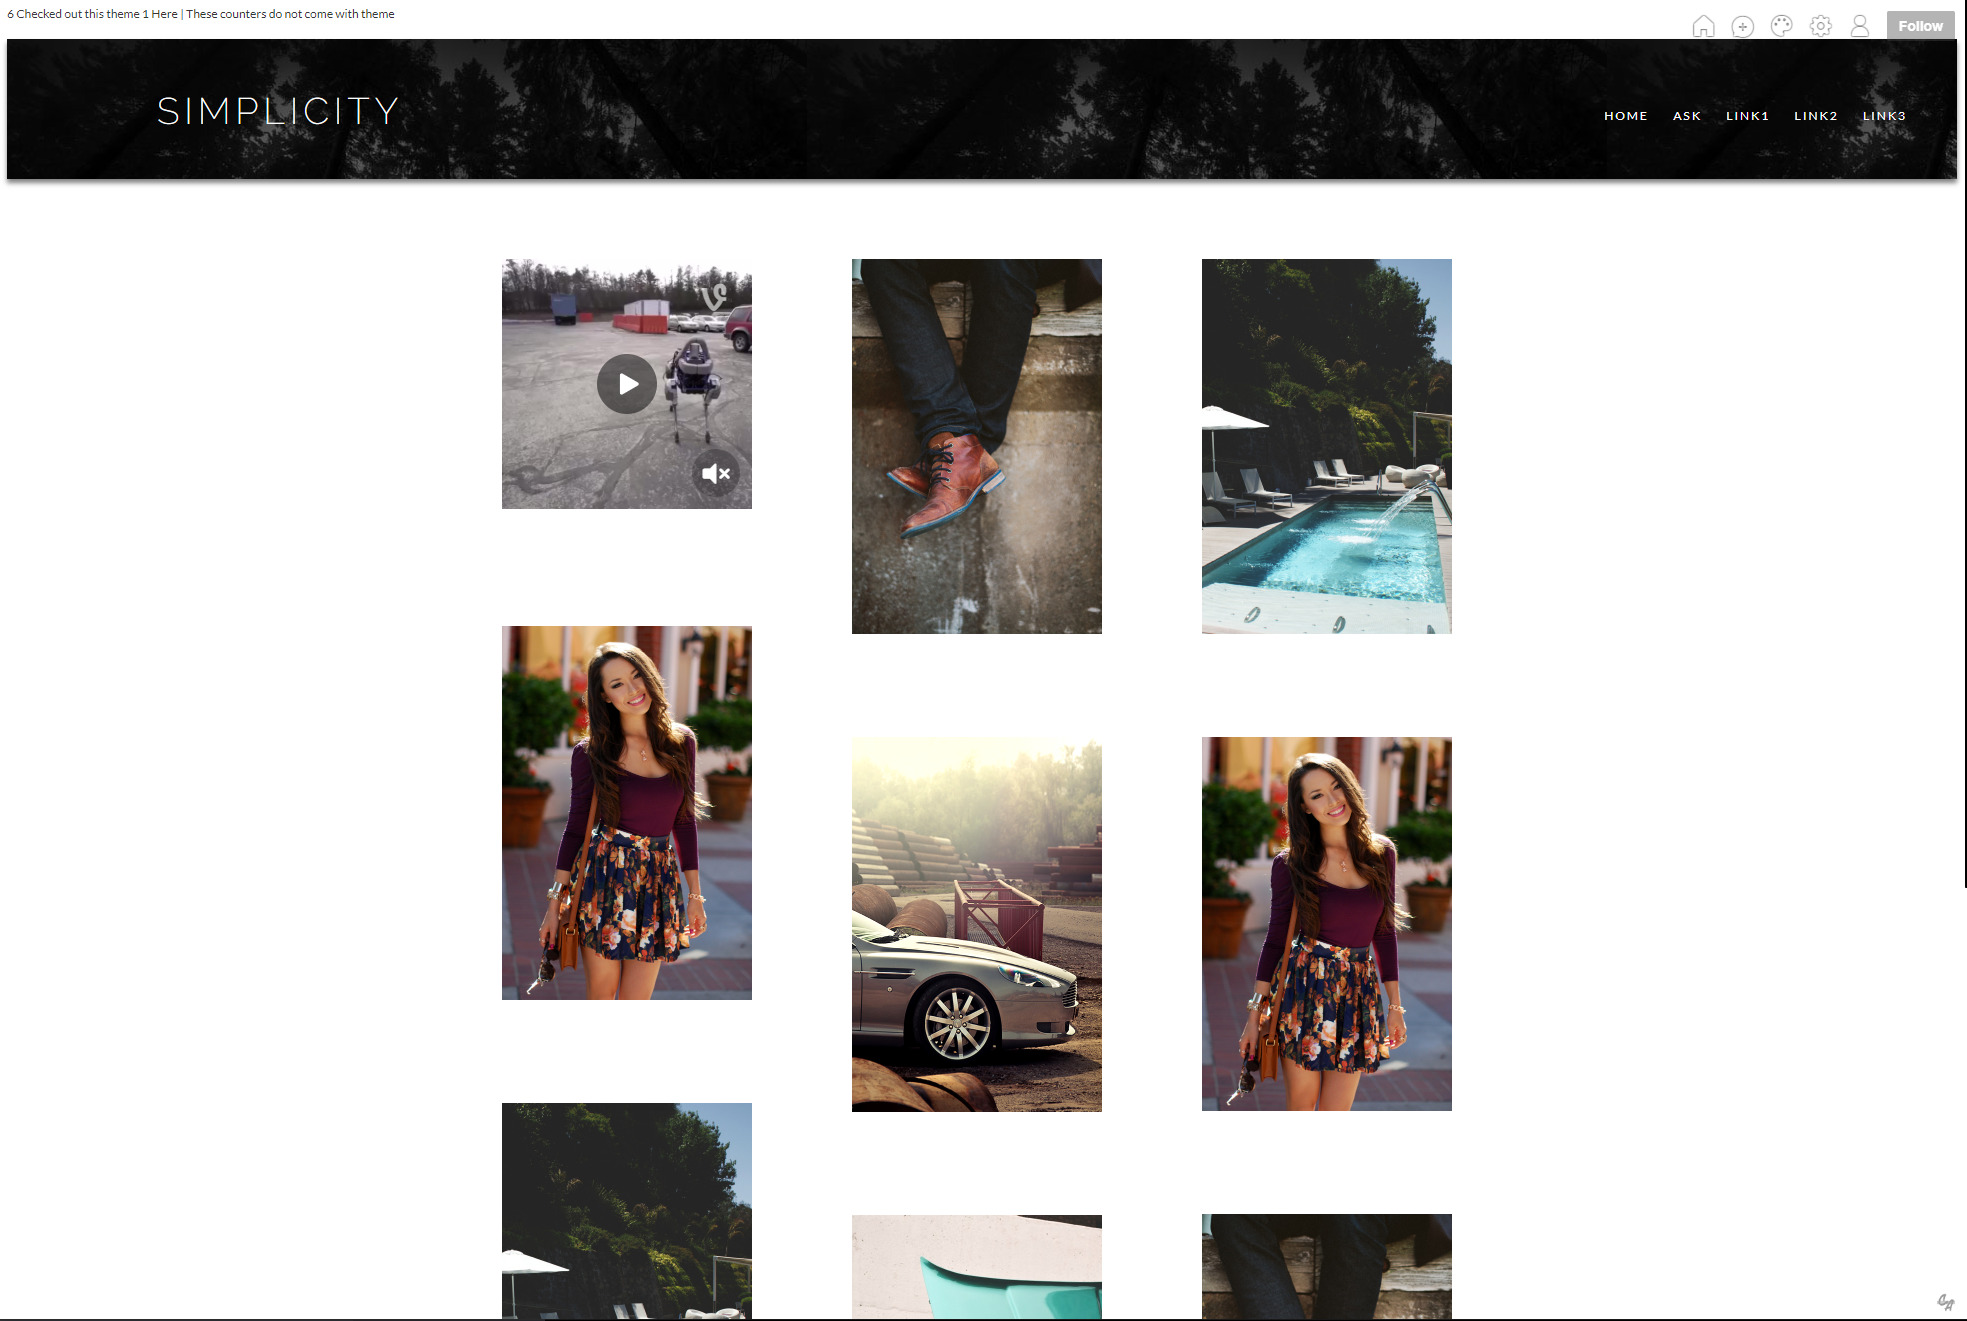 6 Checked out this theme 1 Here | These counters do not come with theme
Follow
SIMPLICITY
HOME ASK LINK1 LINK2 LINK3